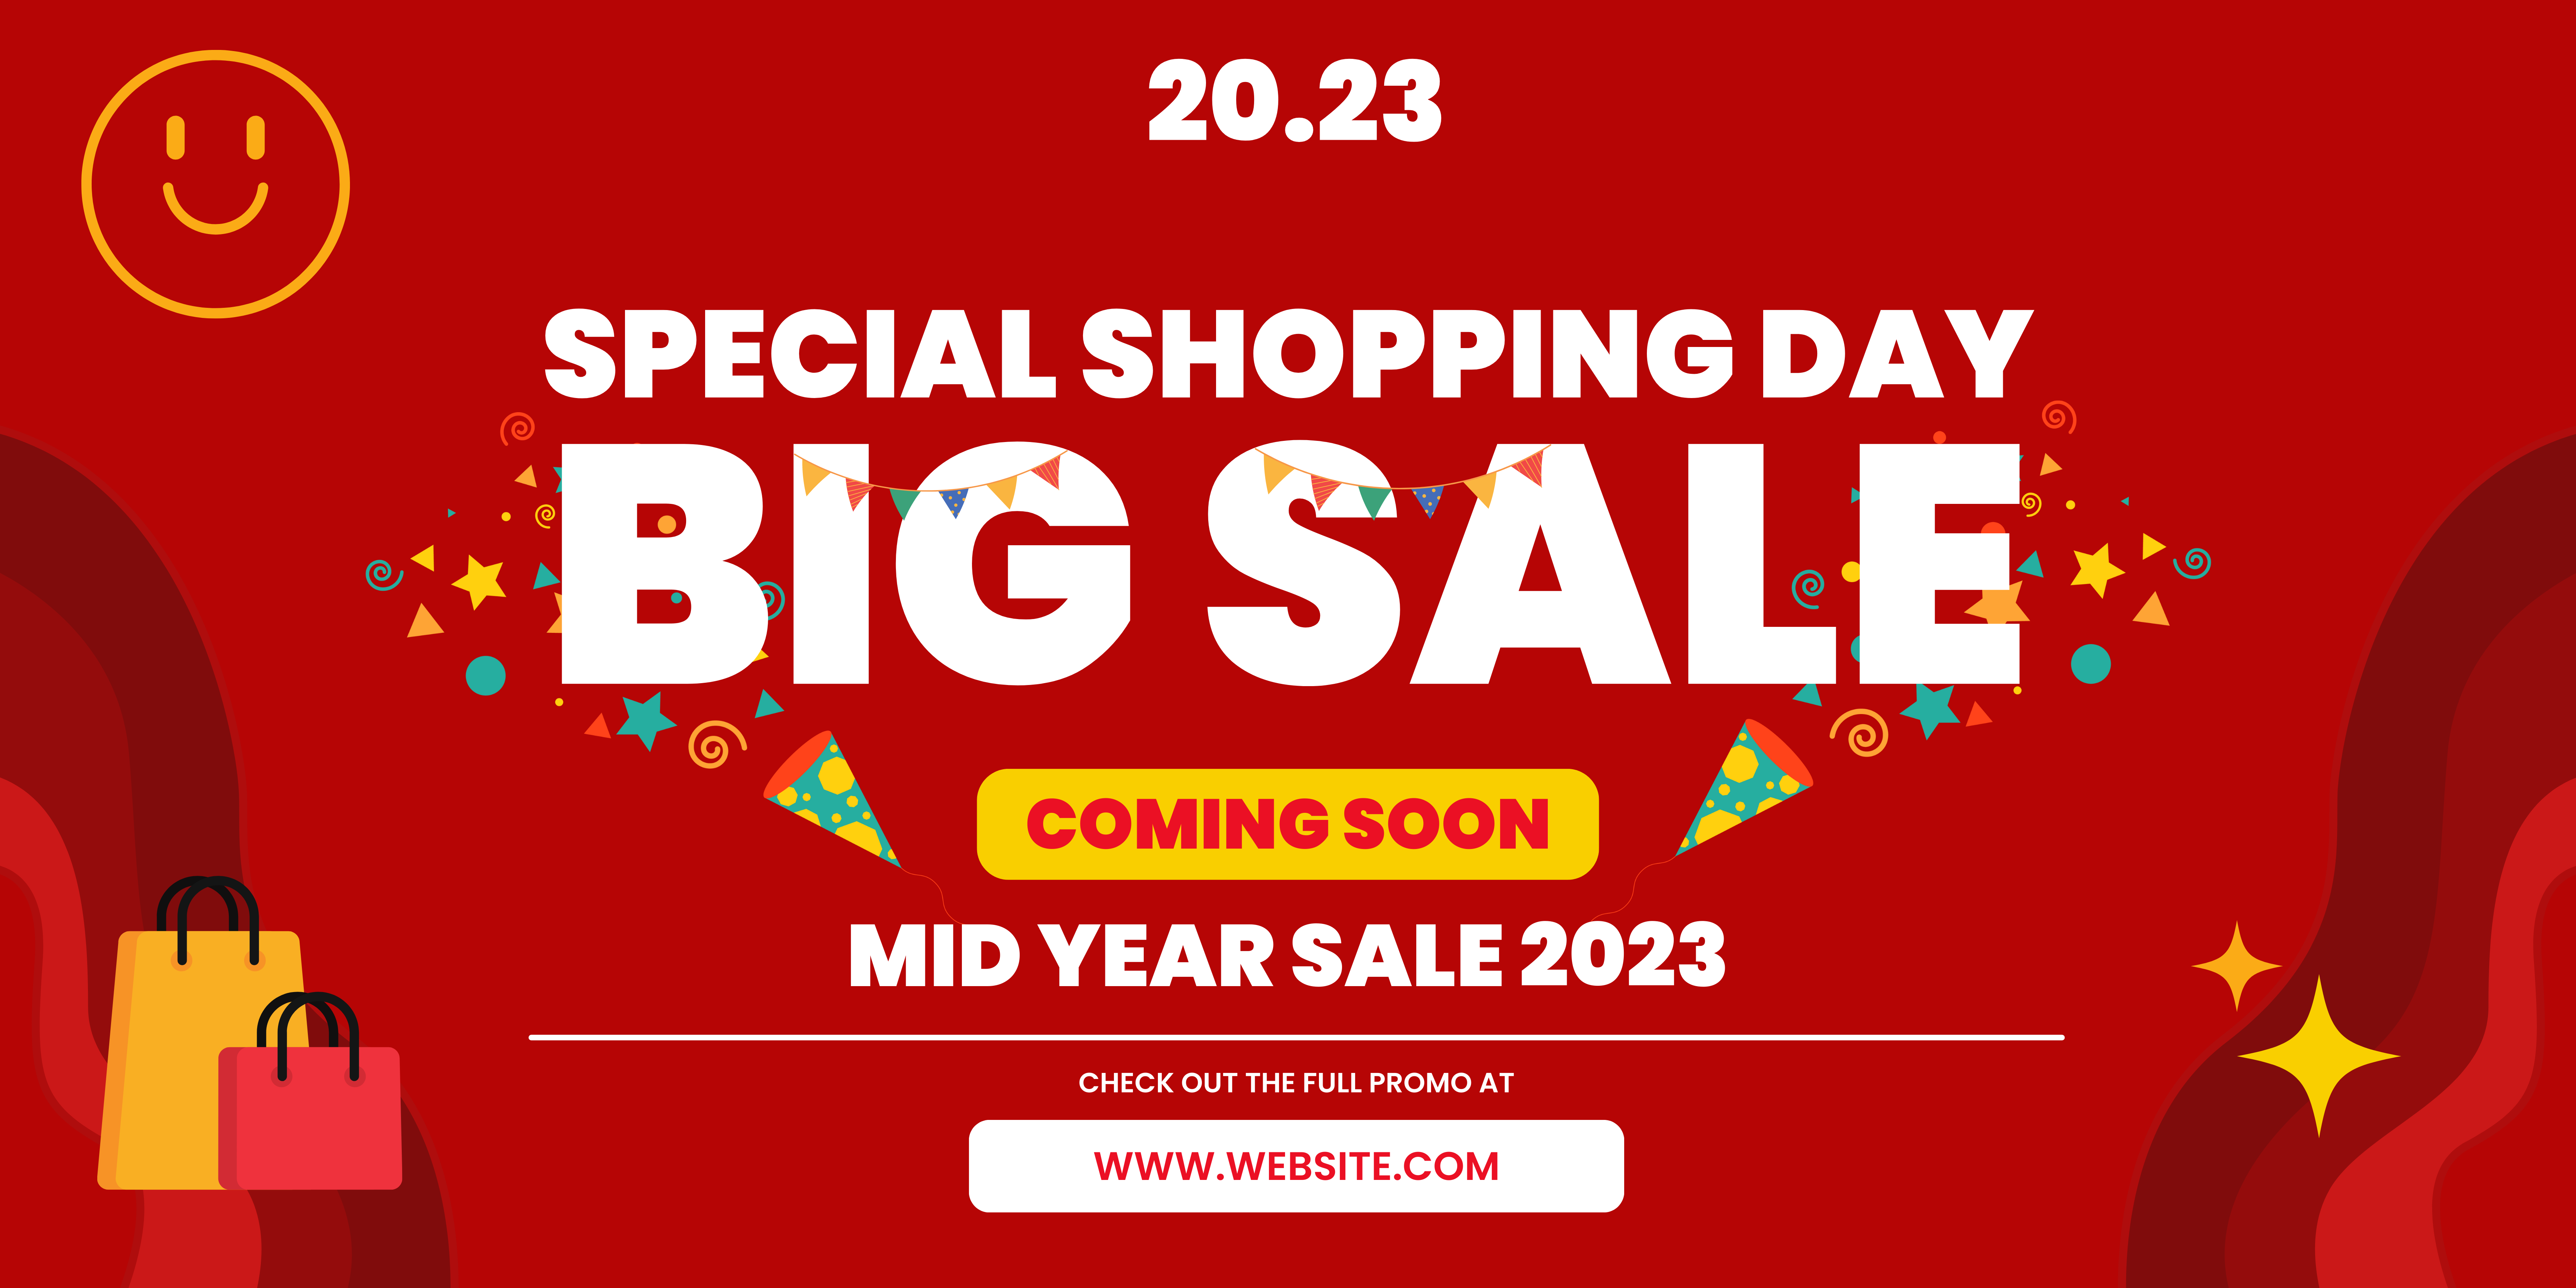 20.23
SPECIAL SHOPPING DAY
BIG SALE
COMING SOON
MID YEAR SALE 2023
CHECK OUT THE FULL PROMO AT
WWW.WEBSITE.COM